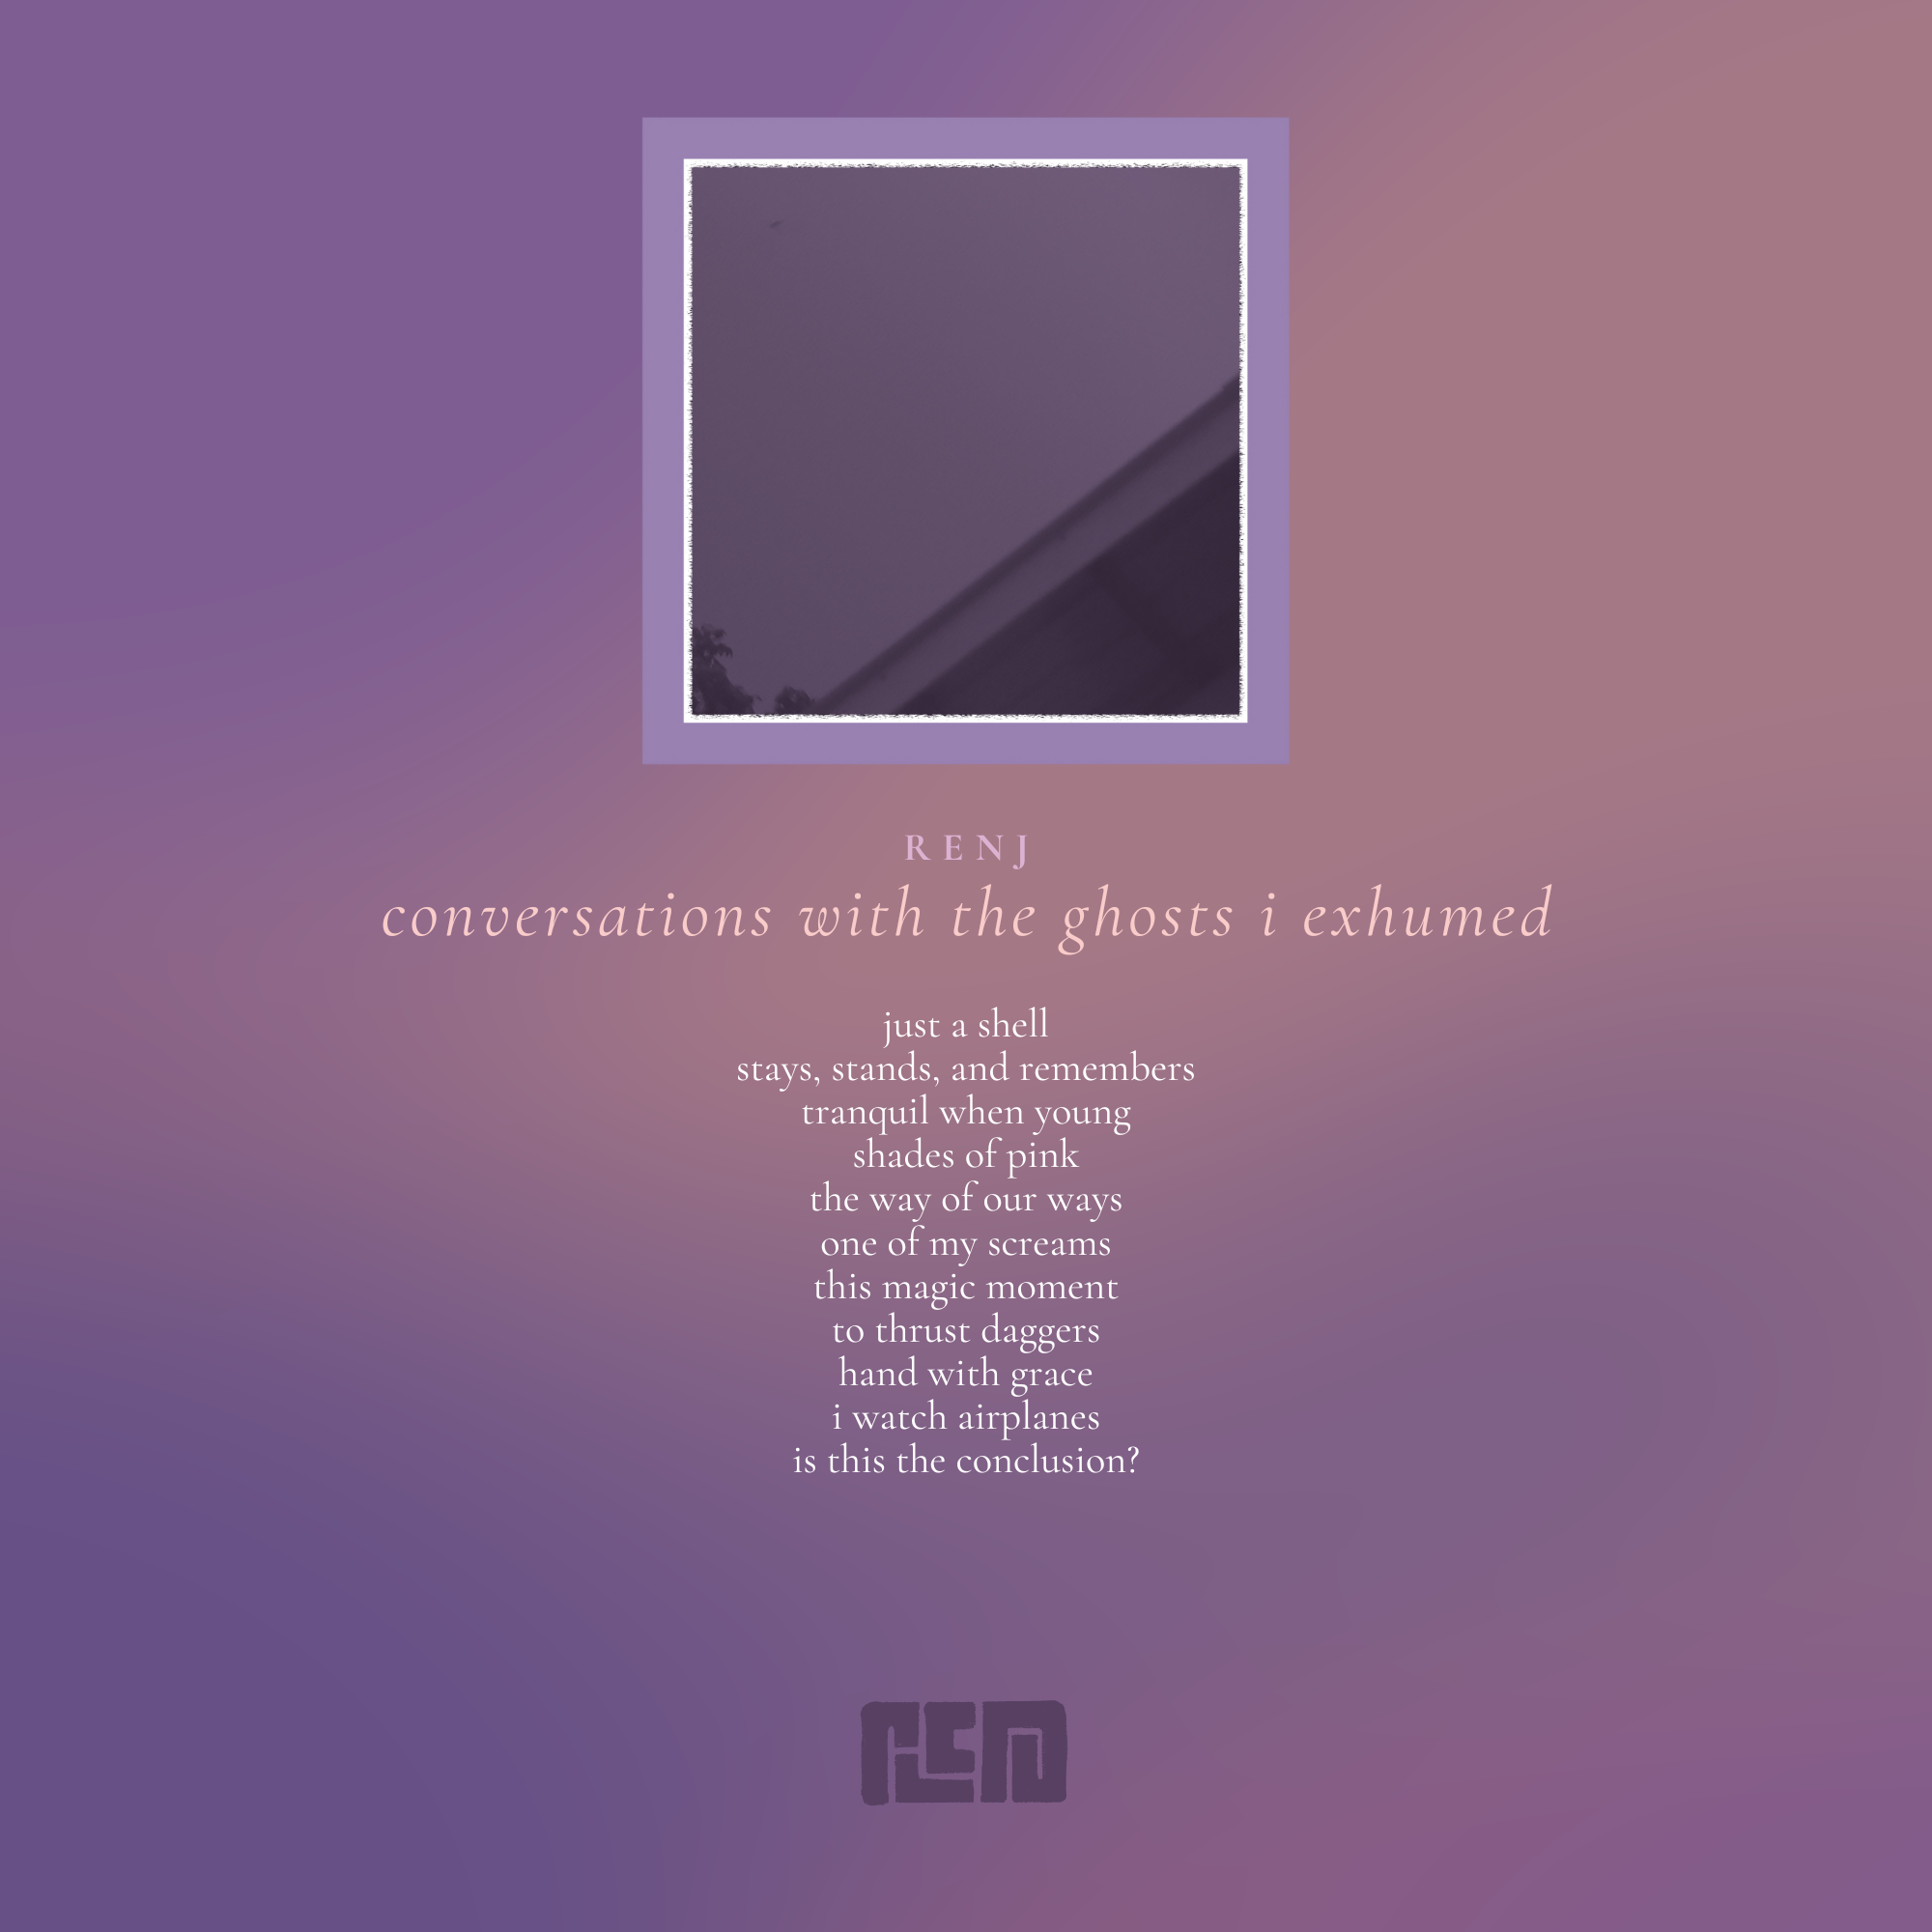 RENJ
conversations with the ghosts i exhumed
just a shell
stays, stands, and remembers
tranquil when young
shades of pink
the way of our ways
one of my screams
this magic moment
to thrust daggers
hand with grace
i watch airplanes
is this the conclusion?